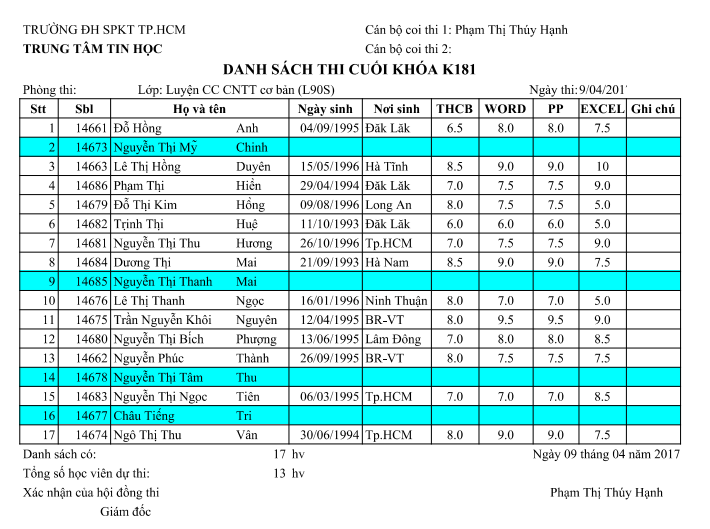 TRƯỜNG ĐH SPKT TP.HCM Cán bộ coi thi 1: Phạm Thị Thúy Hạnh
TRUNG TÂM TIN HỌC Cán bộ coi thi 2:
DANH SÁCH THI CUỐI KHÓA K181
Phòng thi: Lớp: Luyện CC CNTT cơ bản (L90S) Ngày thi:9/04/201
Stt Sbl Họ và tên Ngày sinh Nơi sinh THCB WORD PP EXCEL Ghi chú
1 14661 Đỗ Hồng Anh 04/09/1995 Đăk Lăk 6.5 8.0 8.0 7.5
2 14673 Nguyễn Thị Mỹ Chinh
3 14663 Lê Thị Hồng Duyên 15/05/1996 Hà Tĩnh 8.5 9.0 9.0 10
4 14686 Phạm Thị Hiền 29/04/1994 Đăk Lăk 7.0 7.5 7.5 9.0
5 14679 Đỗ Thị Kim Hồng 09/08/1996 Long An 8.0 7.5 7.5 5.0
6 14682 Trịnh Thị Huệ 11/10/1993 Đăk Lăk 6.0 6.0 6.0 5.0
7 14681 Nguyễn Thị Thu Hương 26/10/1996 Tp.HCM 7.0 7.5 7.5 9.0
8 14684 Dương Thị Mai 21/09/1993 Hà Nam 8.5 9.0 9.0 7.5
9 14685 Nguyễn Thị Thanh Mai
10 14676 Lê Thị Thanh Ngọc 16/01/1996 Ninh Thuận 8.0 7.0 7.0 5.0
11 14675 Trần Nguyễn Khôi Nguyên 12/04/1995 BR-VT 8.0 9.5 9.5 9.0
12 14680 Nguyễn Thị Bích Phượng 13/06/1995 Lâm Đông 7.0 8.0 8.0 8.5
13 14662 Nguyễn Phúc Thành 26/09/1995 BR-VT 8.0 7.5 7.5 7.5
14 14678 Nguyễn Thị Tâm Thu
15 14683 Nguyễn Thị Ngọc Tiên 06/03/1995 Tp.HCM 7.0 7.0 7.0 8.5
16 14677 Châu Tiếng Tri
17 14674 Ngô Thị Thu Vân 30/06/1994 Tp.HCM 8.0 9.0 9.0 7.5
Danh sách có: 17 hv Ngày 09 tháng 04 năm 2017
Tổng số học viên dự thi: 13 hv
Xác nhận của hội đồng thi Phạm Thị Thúy Hạnh
Giám đốc